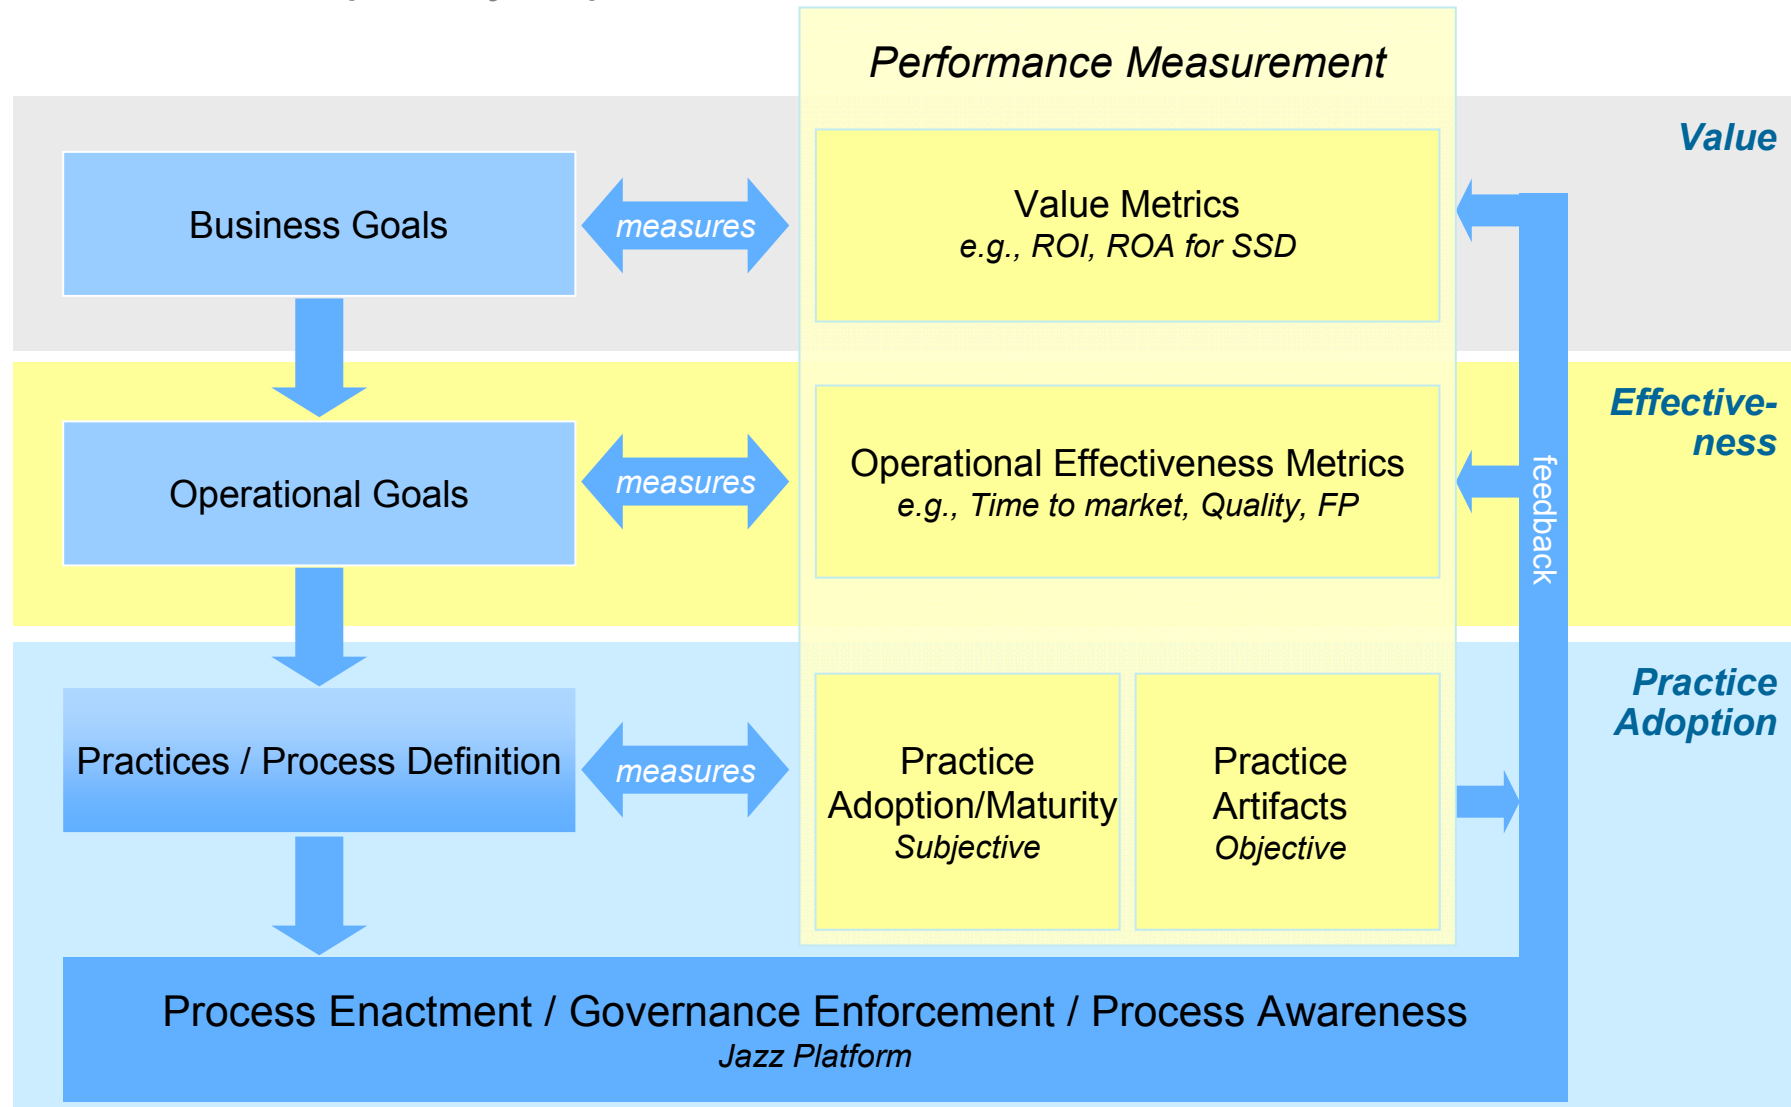 Performance Measurement
Value
Business Goals
measures
Value Metrics
e.g., ROI, ROA for SSD
Effective-
ness
Operational Goals
measures
Operational Effectiveness Metrics
e.g., Time to market, Quality, FP
feedback
Practice
Adoption
Practices / Process Definition
measures
Practice
Adoption/Maturity
Subjective
Practice
Artifacts
Objective
Process Enactment / Governance Enforcement / Process Awareness
Jazz Platform